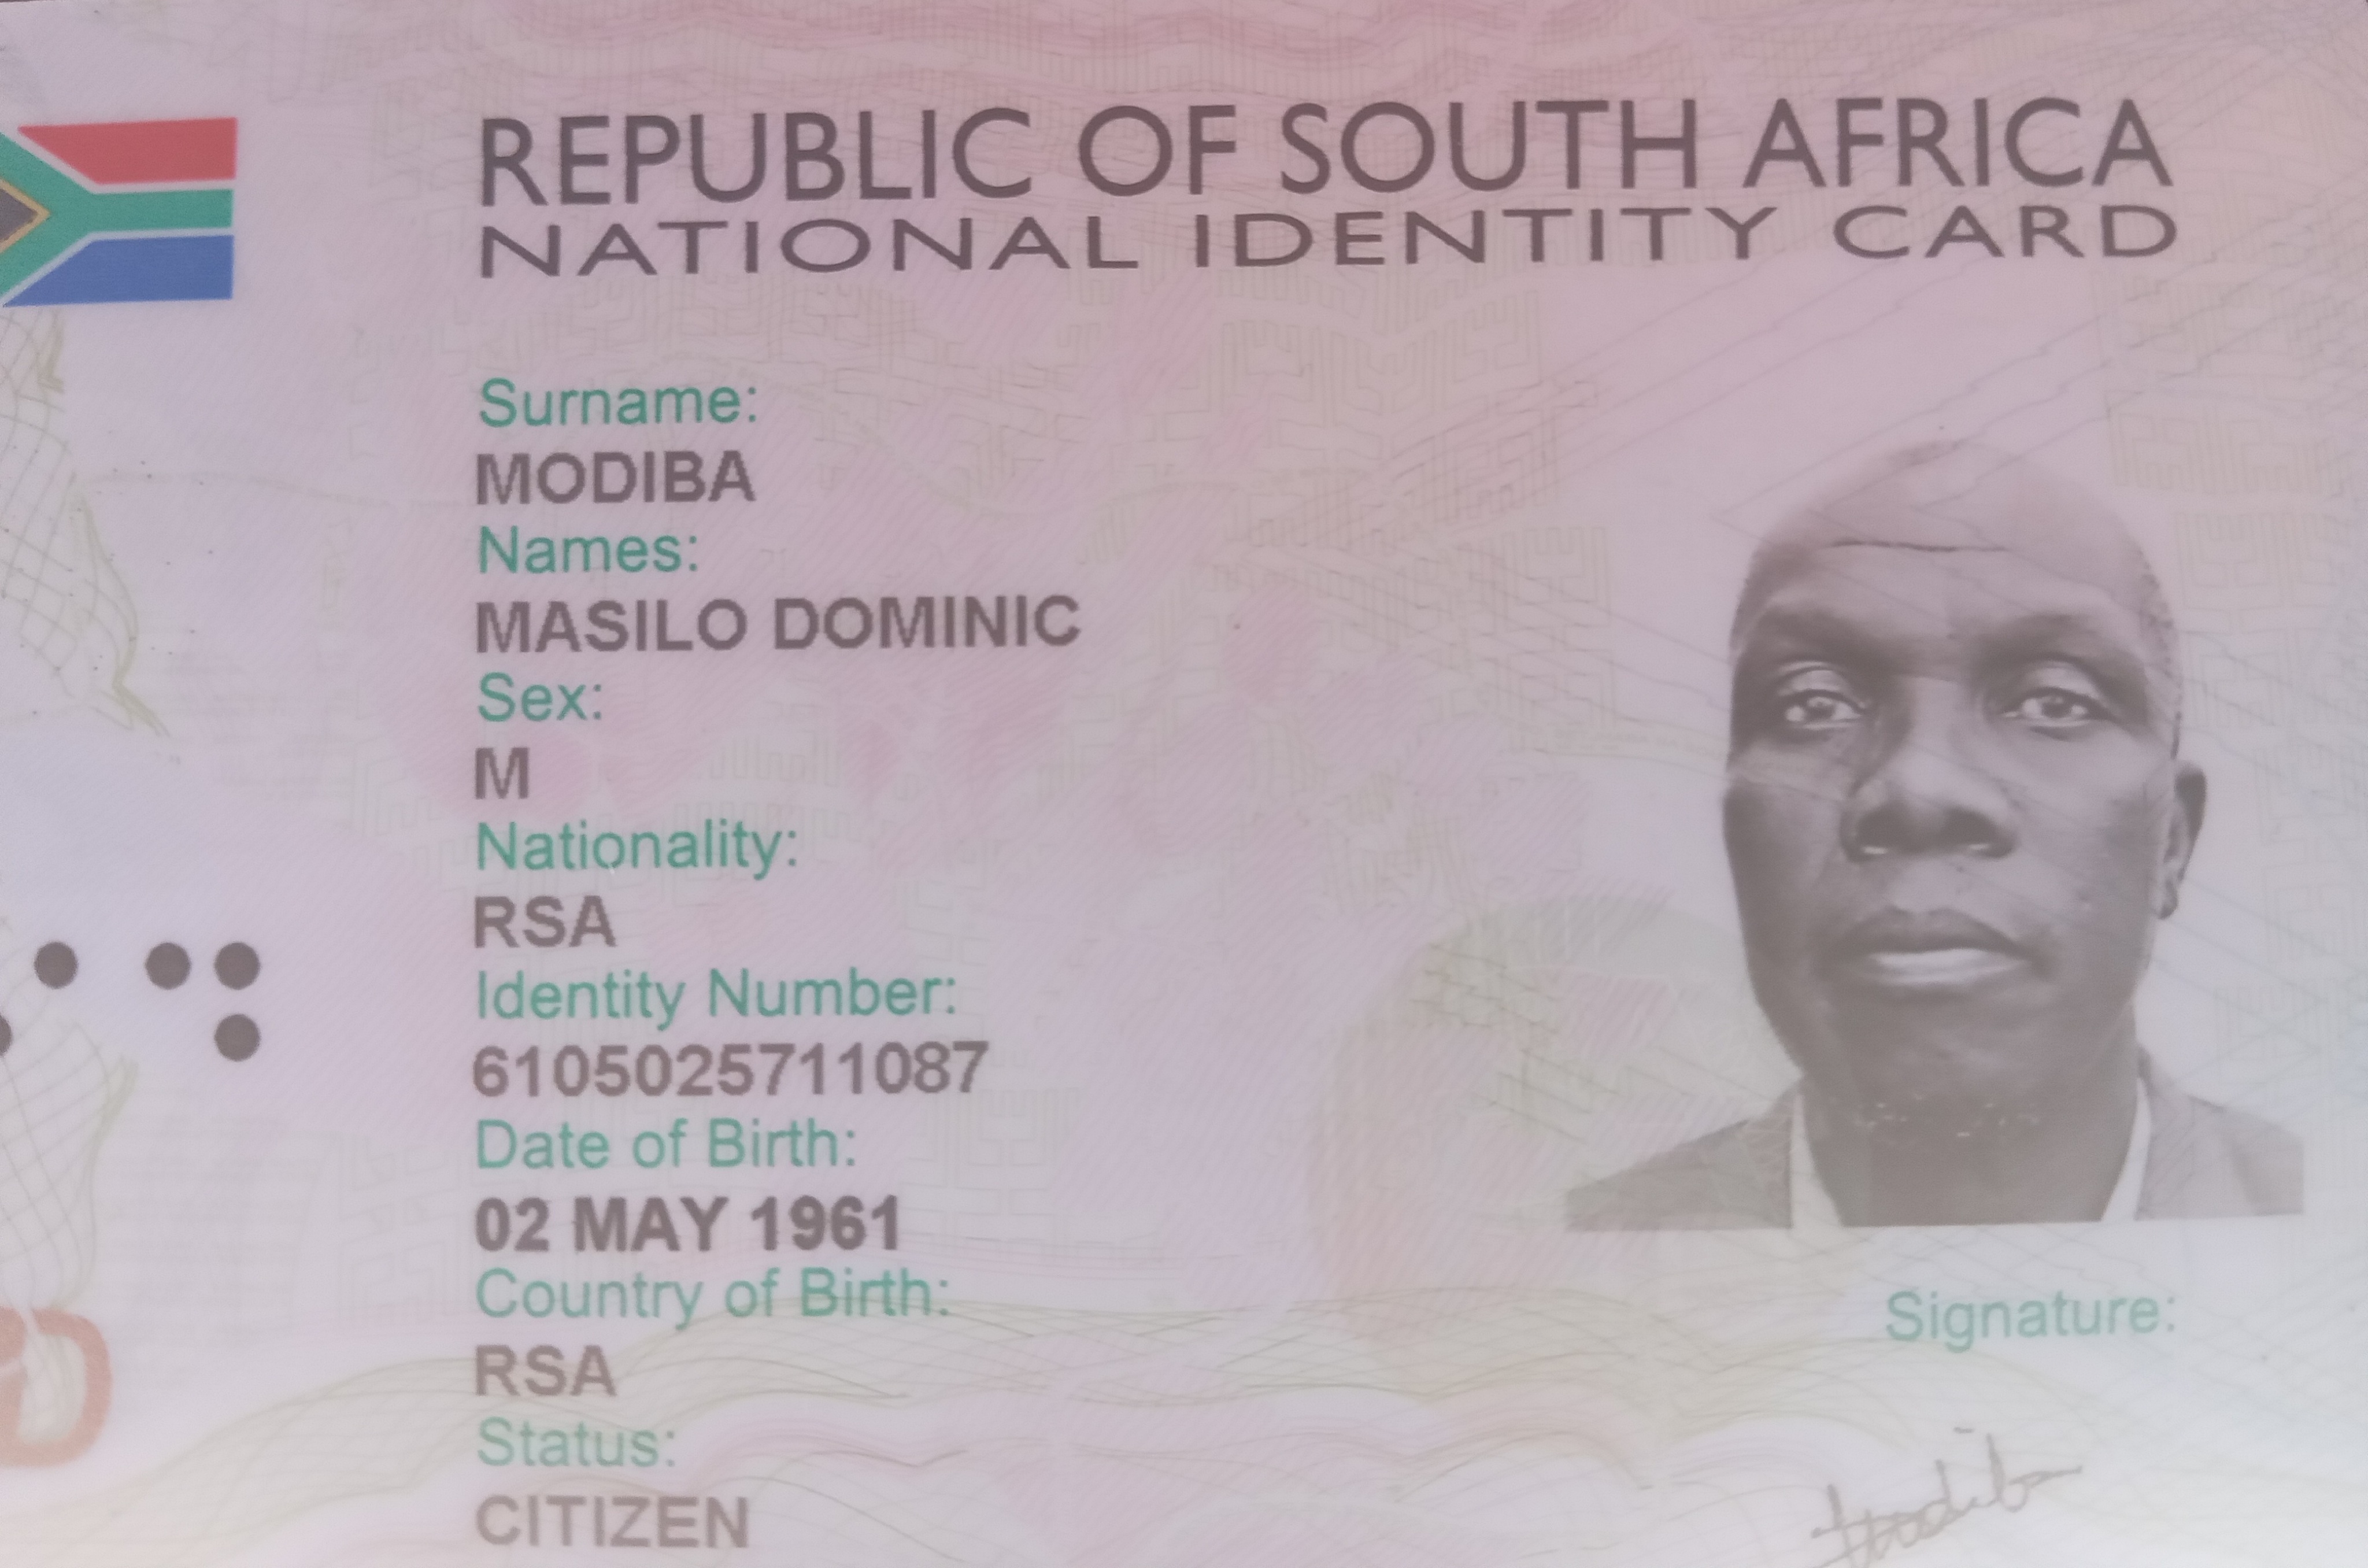 REPUBLIC OF SOUTH AFRICA
NATIONAL IDENTITY CARD
Surname:
MODIBA
Names:
MASILO DOMINIC
Sex:
M
Nationality:
RSA
Identity Number:
6105025711087
Date of Birth:
02 MAY 1961
Country of Birth:
RSA
Status:
CITIZEN
Signature: